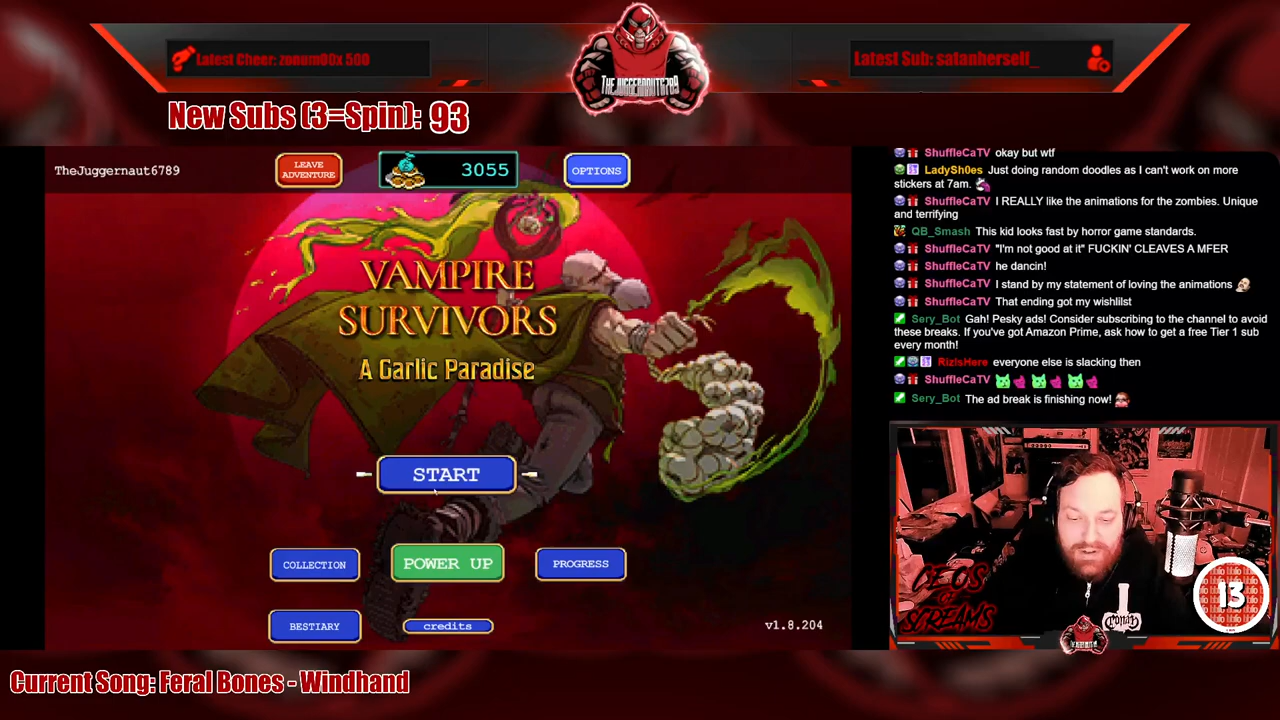 Latest Cheer: zonum00x 500
THEJUGGERNAUT6789
Latest Sub: satanherself_
New Subs (3=Spin): 93
TheJuggernaut6789
LEAVE
ADVENTURE
3055
OPTIONS
VAMPIRE
SURVIVORS
A Garlic Paradise
START
COLLECTION
POWER UP
PROGRESS
BESTIARY
credits
v1.8.204
ShuffleCaTV okay but wtf
LadySh0es Just doing random doodles as I can't work on more
stickers at 7am.
ShuffleCaTV I REALLY like the animations for the zombies. Unique
and terrifying
QB_Smash This kid looks fast by horror game standards.
ShuffleCaTV "I'm not good at it" FUCKIN' CLEAVES A MFER
ShuffleCaTV he dancin!
ShuffleCaTV I stand by my statement of loving the animations
ShuffleCaTV That ending got my wishlilst
Sery_Bot Gah! Pesky ads! Consider subscribing to the channel to avoid
these breaks. If you've got Amazon Prime, ask how to get a free Tier 1 sub
every month!
RizIsHere everyone else is slacking then
ShuffleCaTV
Sery_Bot The ad break is finishing now!
SCREAMS
13
Current Song: Feral Bones - Windhand